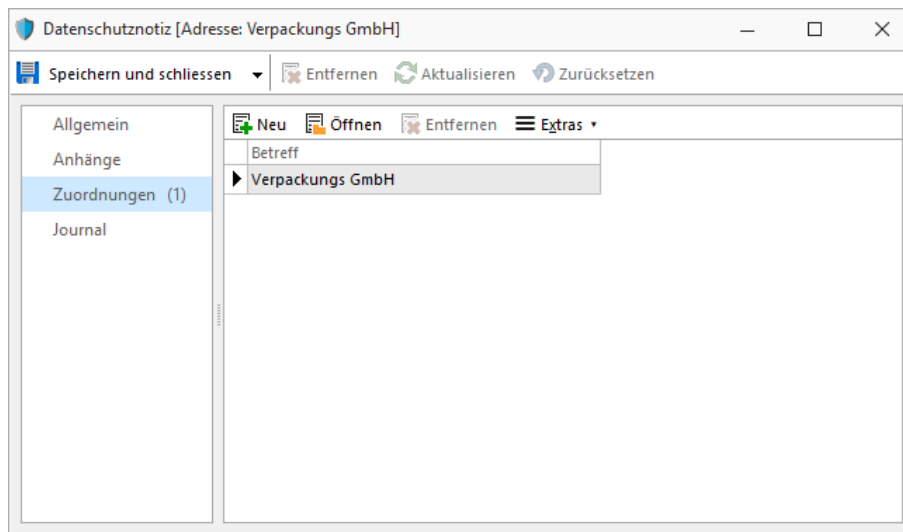 Datenschutznotiz [Adresse: Verpackungs GmbH]
Speichern und schliessen Entfernen Aktualisieren Zurücksetzen
Allgemein
Anhänge
Zuordnungen (1)
Journal
Neu Öffnen Entfernen Extras
Betreff
Verpackungs GmbH